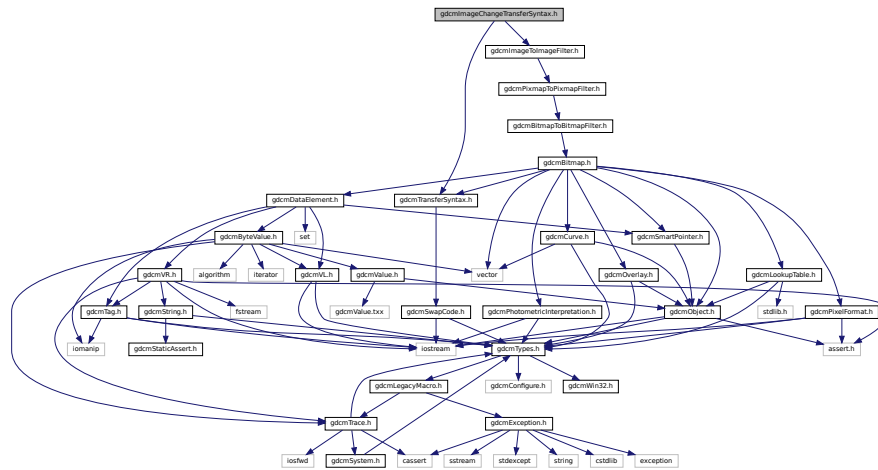 gdcmImageChangeTransferSyntax.h
gdcmImageToImageFilter.h
gdcmPixmapToPixmapFilter.h
gdcmBitmapToBitmapFilter.h
gdcmBitmap.h
gdcmDataElement.h
gdcmTransferSyntax.h
gdcmByteValue.h
set
gdcmCurve.h
gdcmSmartPointer.h
gdcmVR.h
algorithm
iterator
gdcmVL.h
gdcmValue.h
vector
gdcmOverlay.h
gdcmLookupTable.h
gdcmTag.h
gdcmString.h
fstream
gdcmValue.txx
gdcmSwapCode.h
gdcmPhotometricInterpretation.h
gdcmObject.h
stdlib.h
gdcmPixelFormat.h
iomanip
gdcmStaticAssert.h
iostream
gdcmTypes.h
assert.h
gdcmLegacyMacro.h
gdcmConfigure.h
gdcmWin32.h
gdcmTrace.h
gdcmException.h
iosfwd
gdcmSystem.h
cassert
sstream
stdexcept
string
cstdlib
exception